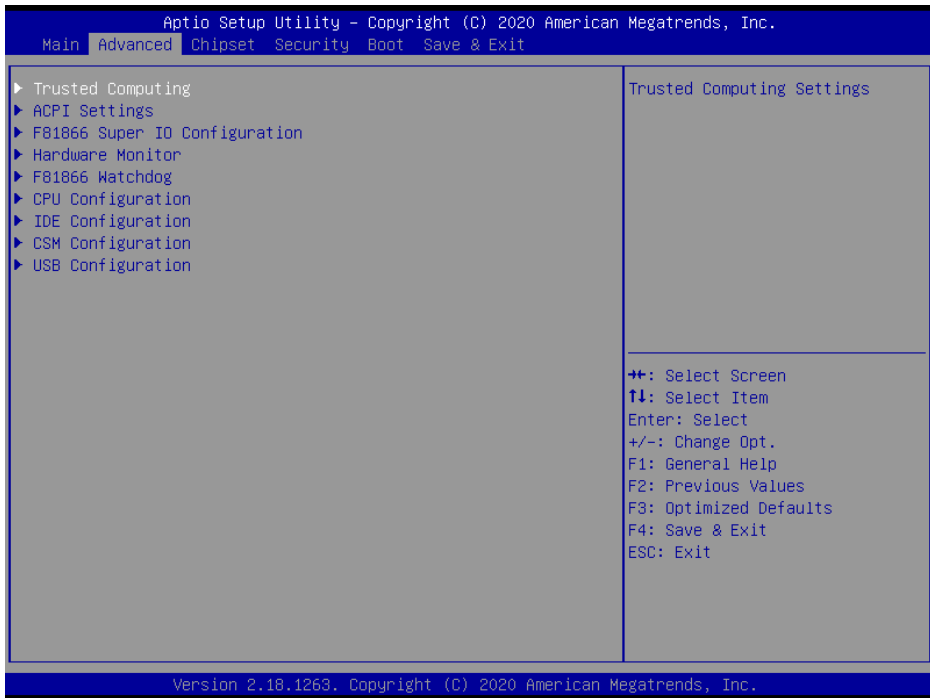 Aptio Setup Utility – Copyright (C) 2020 American Megatrends, Inc.
Main Advanced Chipset Security Boot Save & Exit
▶ Trusted Computing
▶ ACPI Settings
▶ F81866 Super IO Configuration
▶ Hardware Monitor
▶ F81866 Watchdog
▶ CPU Configuration
▶ IDE Configuration
▶ CSM Configuration
▶ USB Configuration
Trusted Computing Settings
→←: Select Screen
↑↓: Select Item
Enter: Select
+/-: Change Opt.
F1: General Help
F2: Previous Values
F3: Optimized Defaults
F4: Save & Exit
ESC: Exit
Version 2.18.1263. Copyright (C) 2020 American Megatrends, Inc.